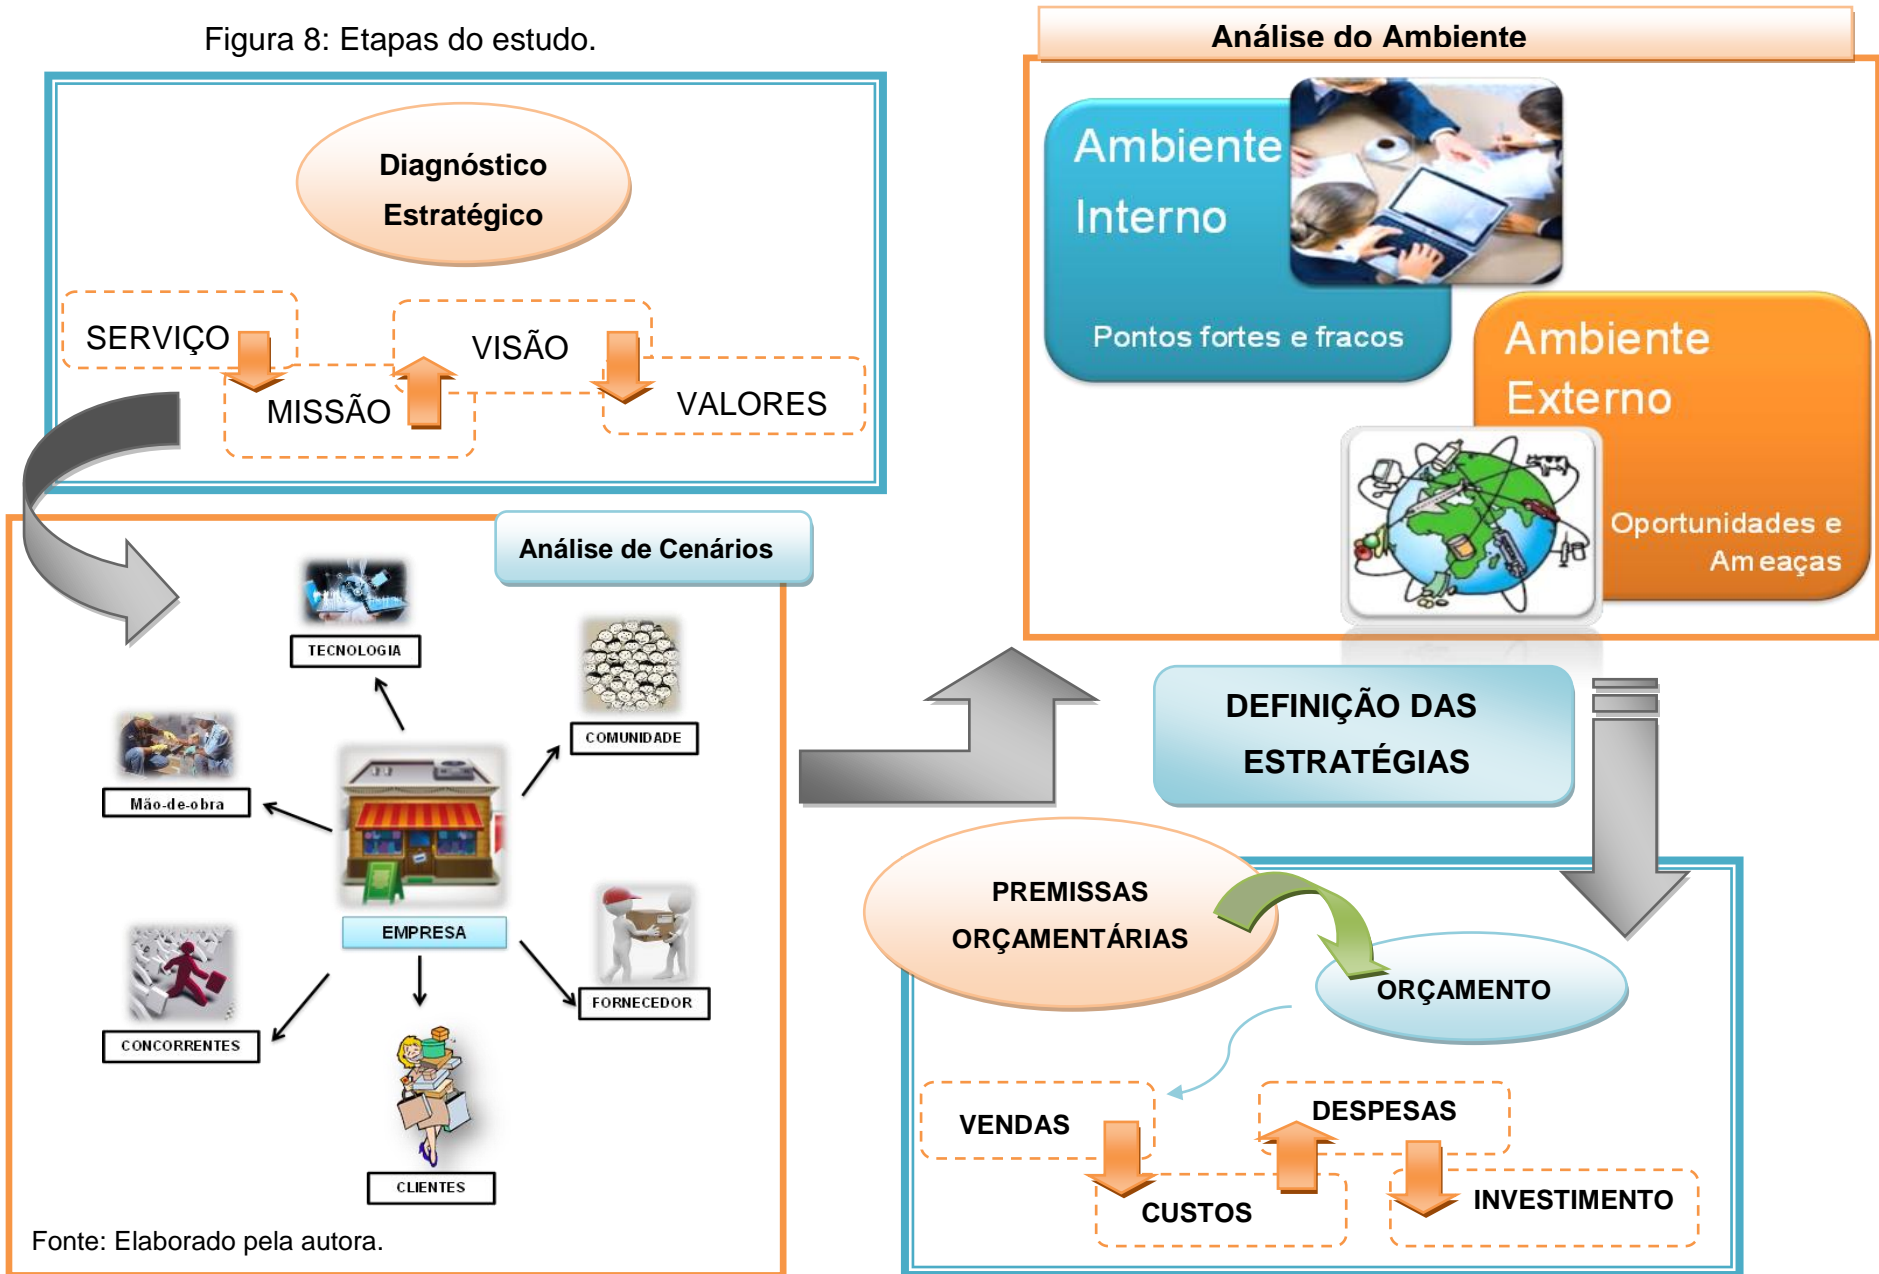 Figura 8: Etapas do estudo.
Diagnóstico
Estratégico
SERVIÇO
MISSÃO
VISÃO
VALORES
Análise de Cenários
TECNOLOGIA
COMUNIDADE
Mão-de-obra
EMPRESA
FORNECEDOR
CONCORRENTES
CLIENTES
Fonte: Elaborado pela autora.
Análise do Ambiente
Ambiente
Interno
Pontos fortes e fracos
Ambiente
Externo
Oportunidades e
Ameaças
DEFINIÇÃO DAS
ESTRATÉGIAS
PREMISSAS
ORÇAMENTÁRIAS
ORÇAMENTO
VENDAS
CUSTOS
DESPESAS
INVESTIMENTO